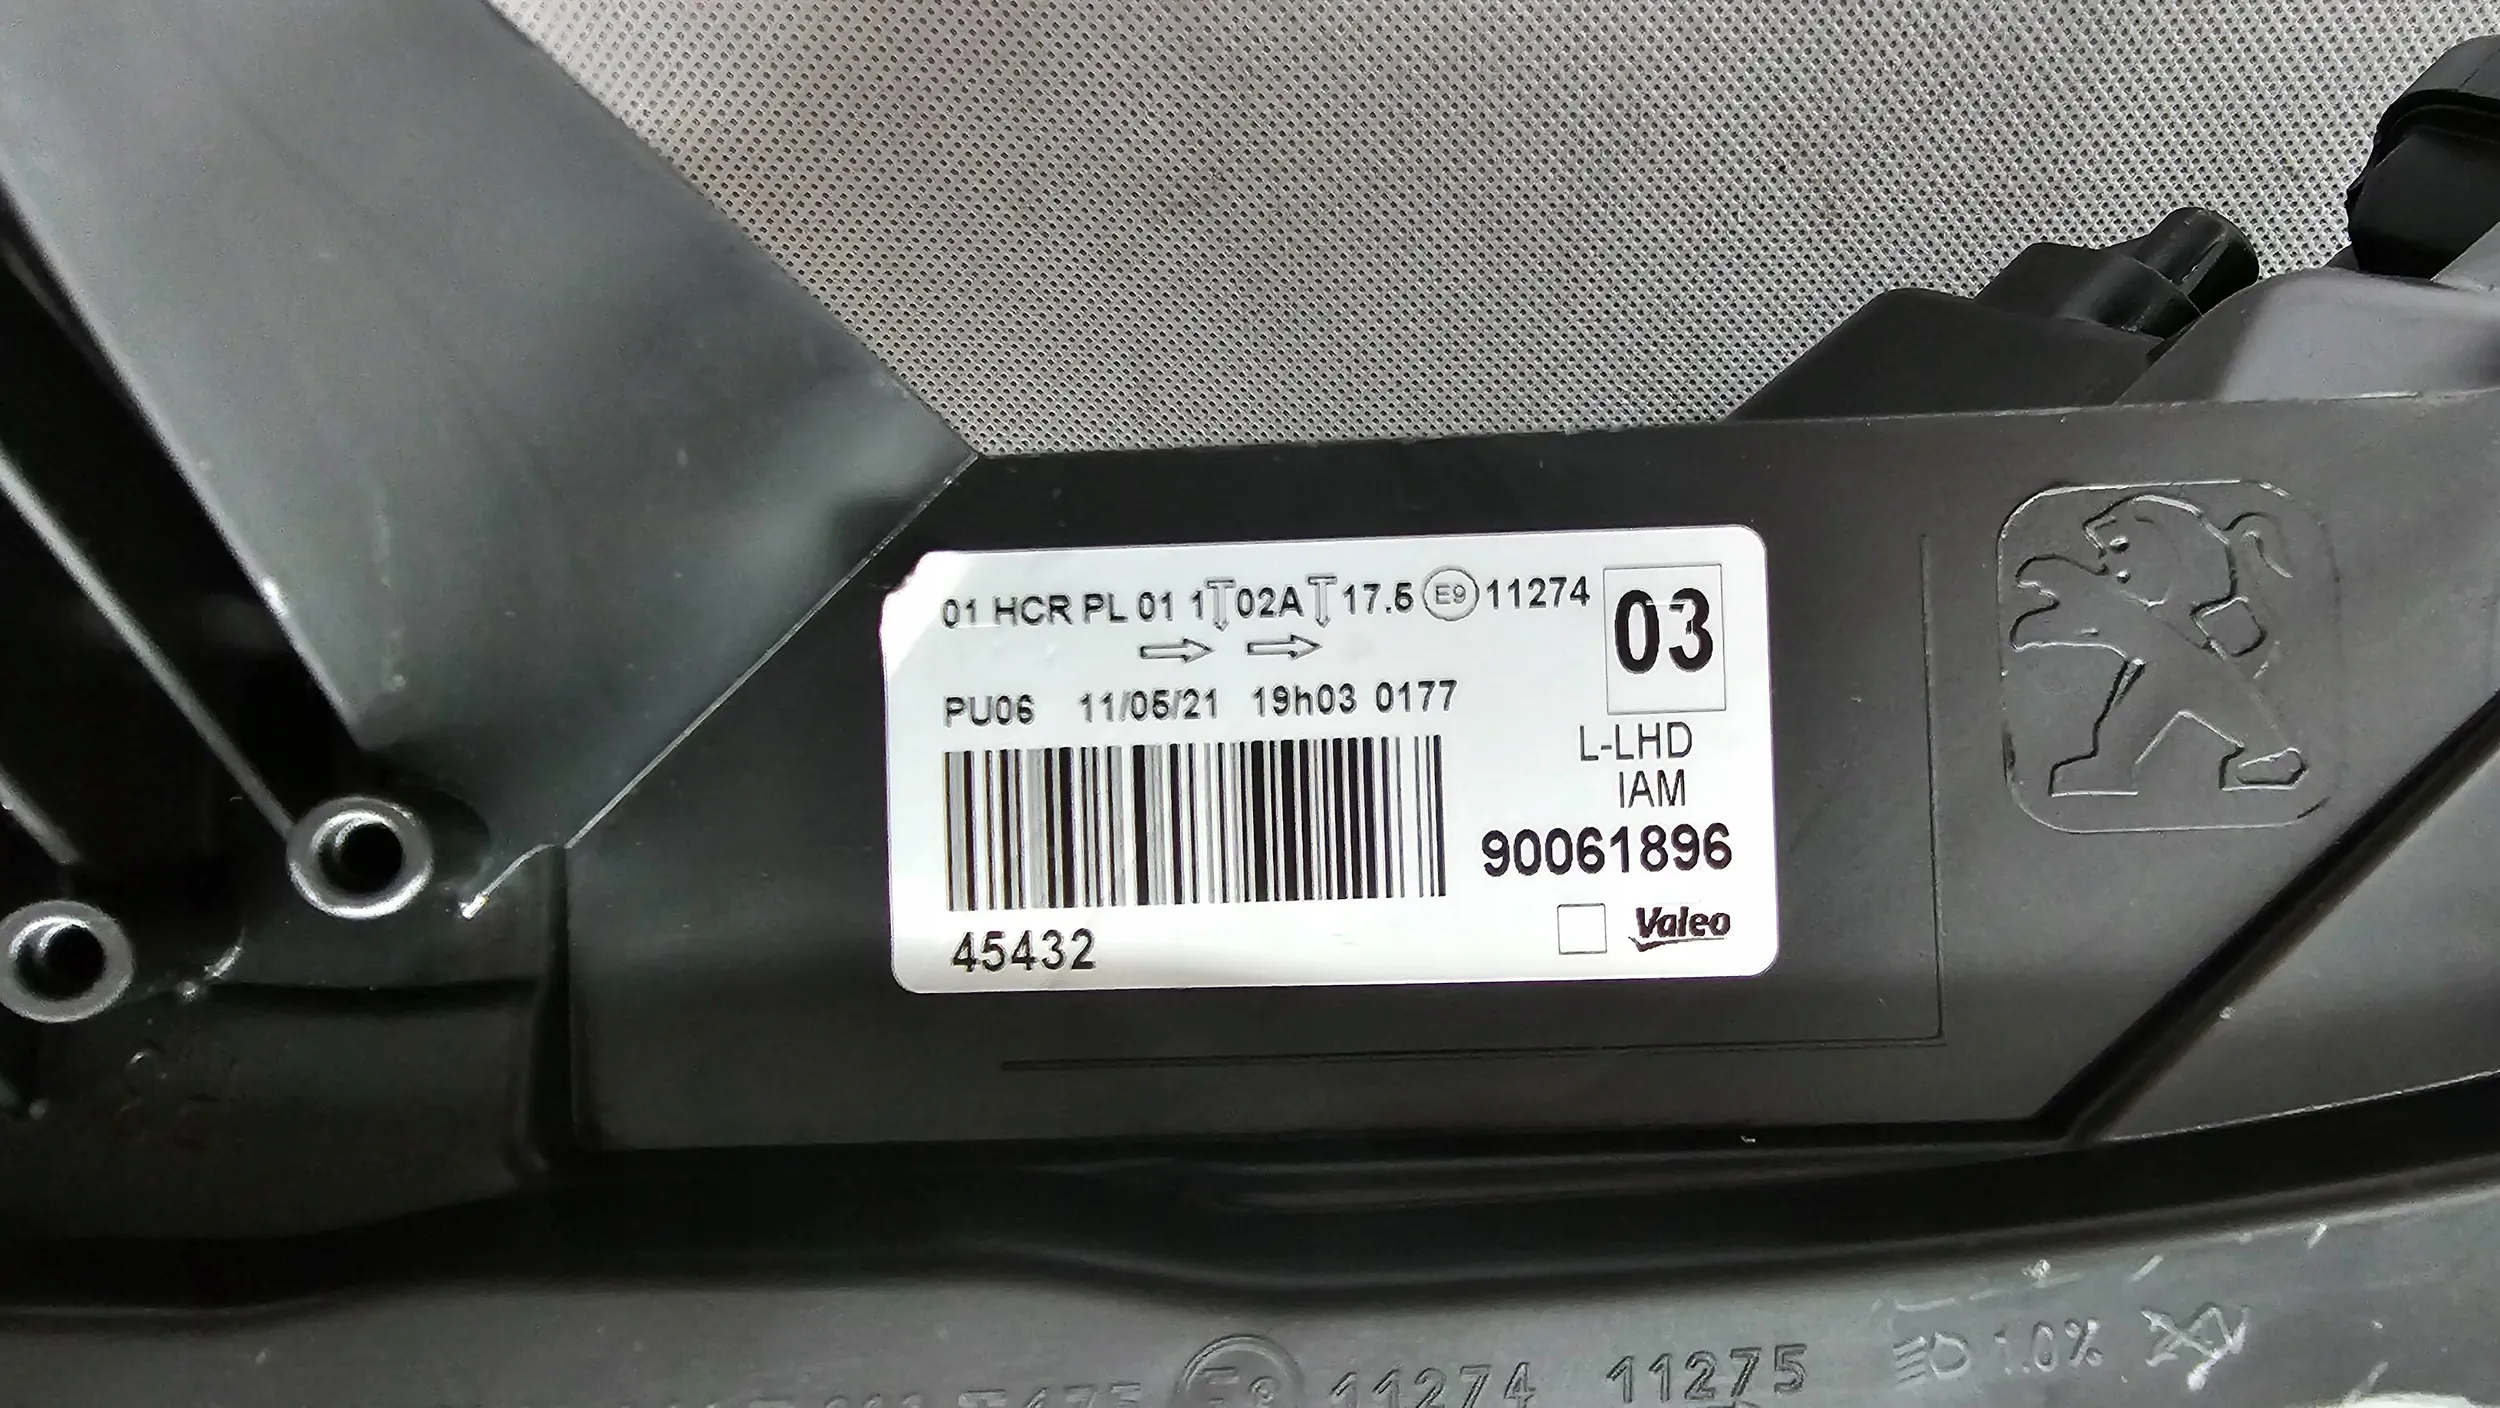 01 HCR PL 01 1 02A 17.5 E9 11274
03
PU06 11/05/21 19h03 0177
L-LHD
IAM
90061896
45432
Valeo
11274 11275 1.0%